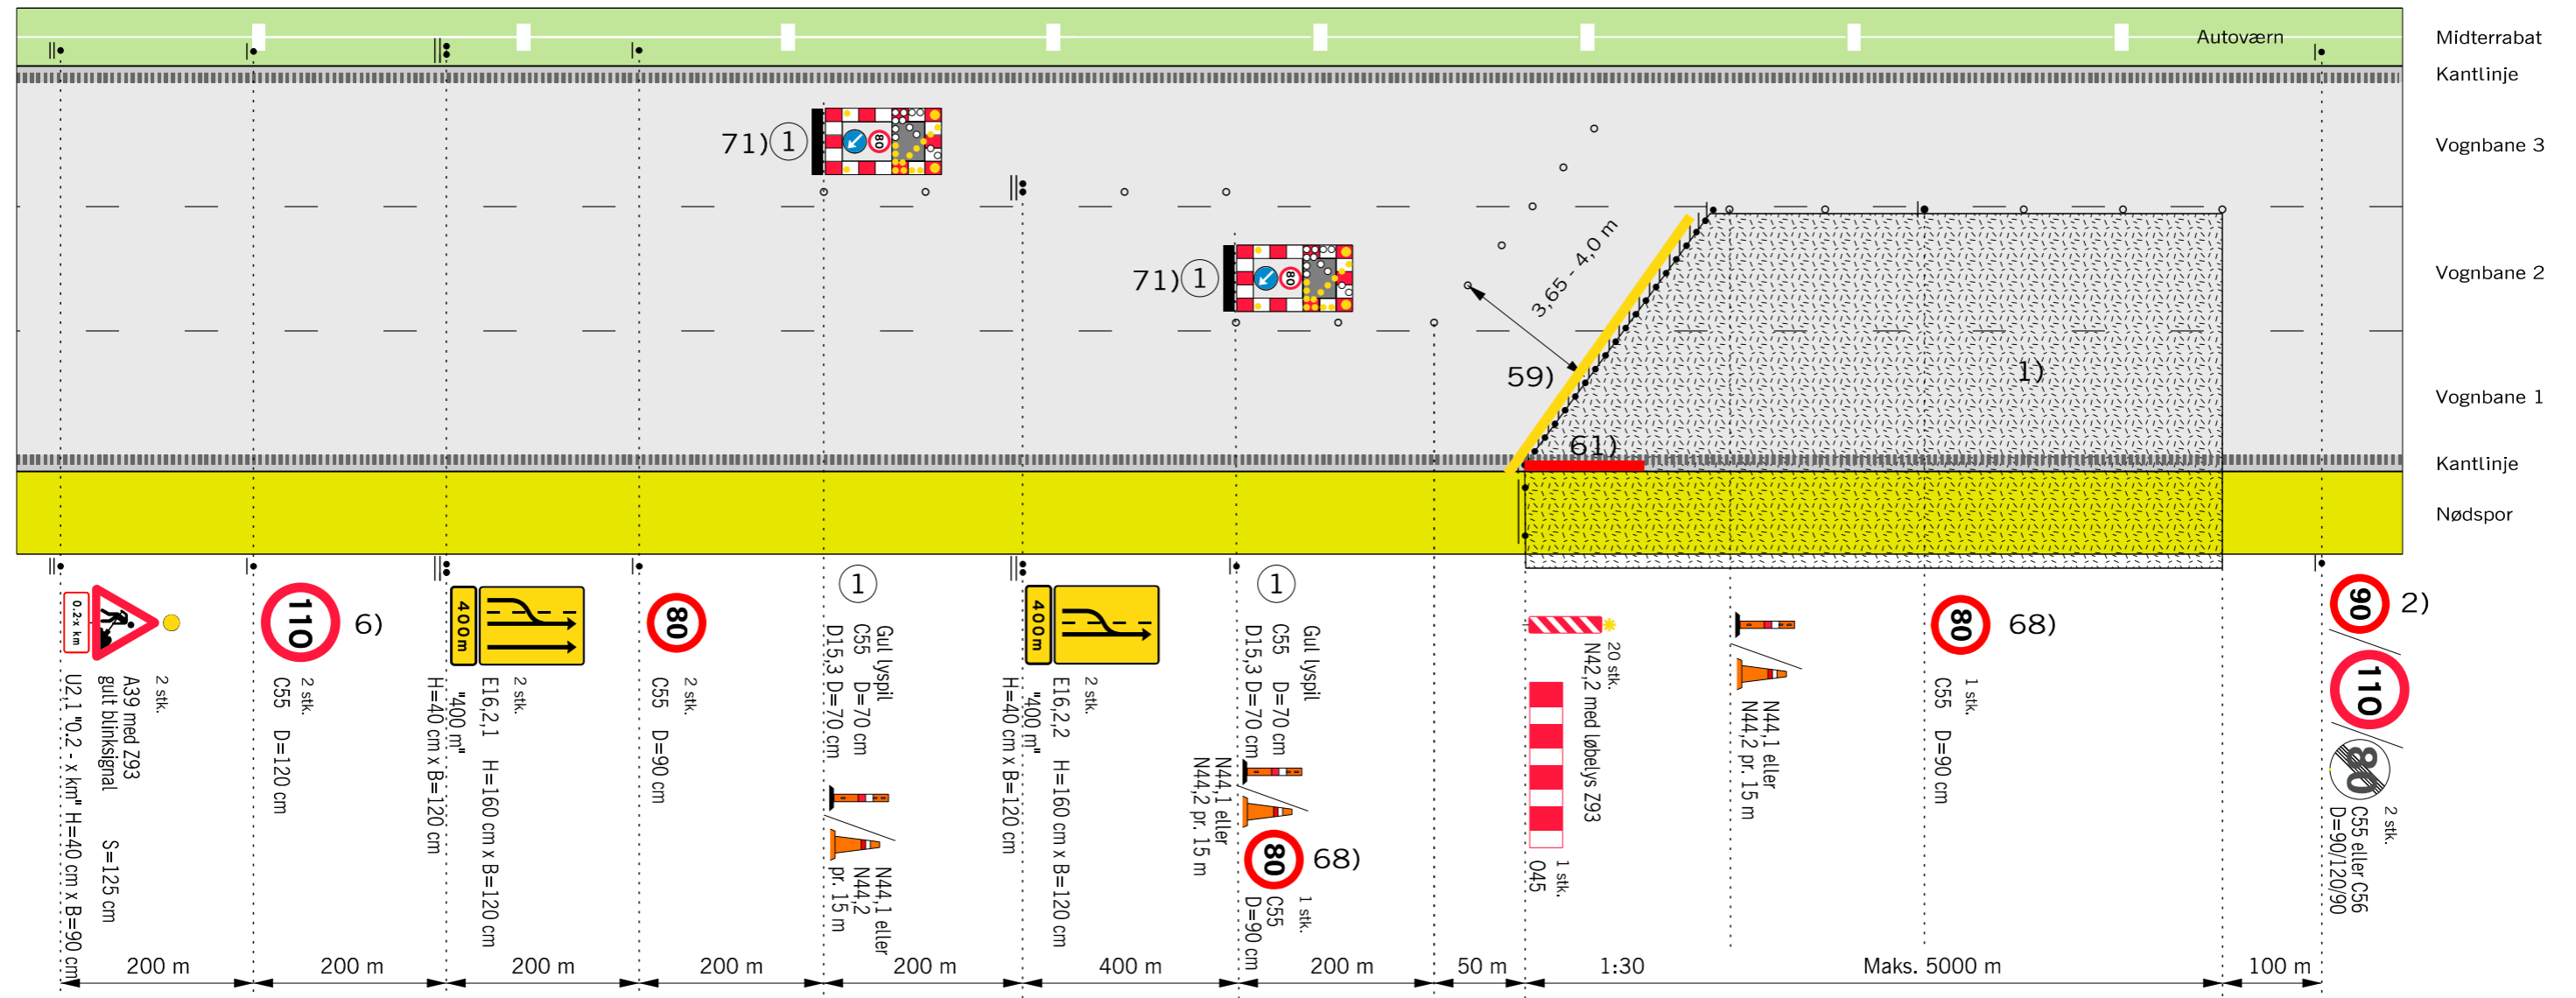 Autoværn
Midterrabat
Kantlinje
Vognbane 3
71) 1 80
Vognbane 2
71) 1 80
3,65 - 4,0 m
Vognbane 1
59)
1)
61)
Kantlinje
Nødspor
0.2-x km
2 stk.
A39 med Z93
gult blinksignal S=125 cm
U2,1 "0.2 - x km" H=40 cm x B=90 cm
110 6)
2 stk.
C55 D=120 cm
400m
2 stk.
E16,2,1 H=160 cm x B=120 cm
"400 m"
H=40 cm x B=120 cm
80
2 stk.
C55 D=90 cm
1
Gul lyspil
C55 D=70 cm
D15,3 D=70 cm
N44,1 eller
N44,2
pr. 15 m
400m
2 stk.
E16,2,2 H=160 cm x B=120 cm
"400 m"
H=40 cm x B=120 cm
1
Gul lyspil
C55 D=70 cm
D15,3 D=70 cm
N44,1 eller
N44,2 pr. 15 m
80 68)
1 stk.
C55
D=90 cm
20 stk.
N42,2 med løbelys Z93
1 stk.
O45
N44,1 eller
N44,2 pr. 15 m
80 68)
1 stk.
C55 D=90 cm
90 2)
110
80
2 stk.
C55 eller C56
D=90/120/90
200 m
200 m
200 m
200 m
200 m
400 m
200 m
50 m
1:30
Maks. 5000 m
100 m